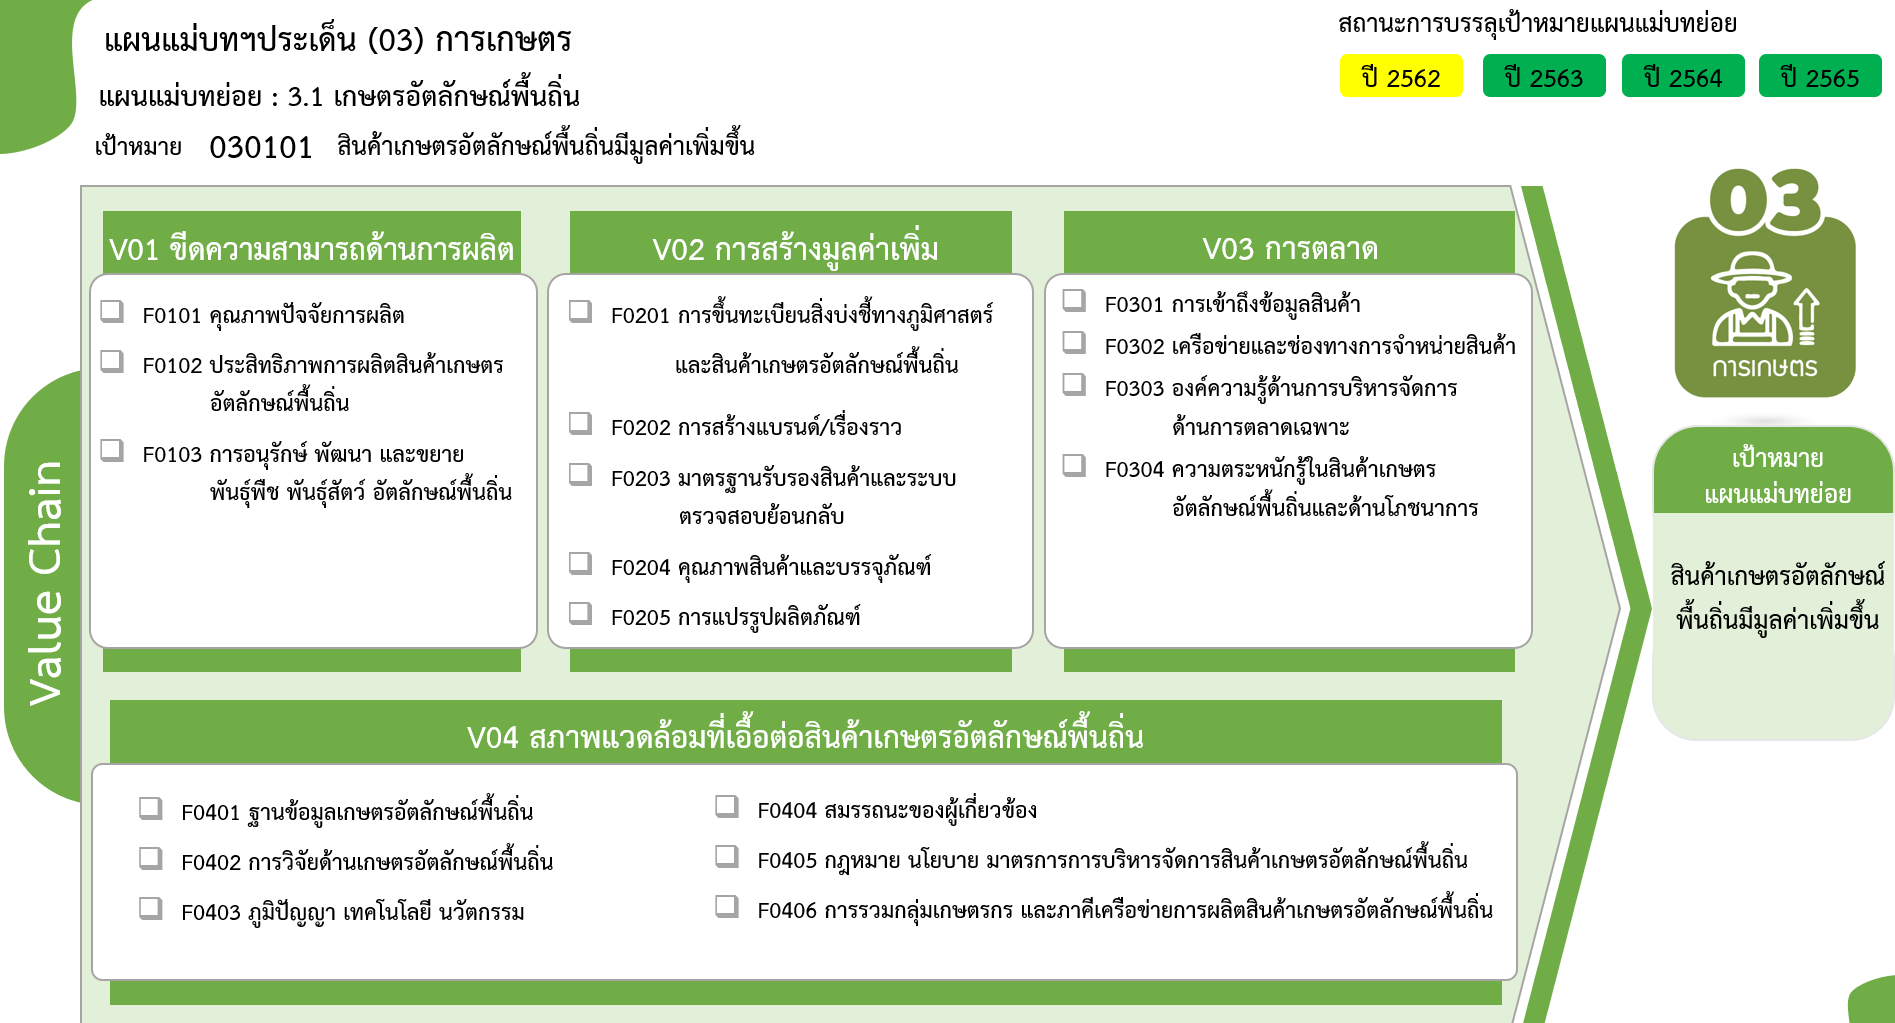 แผนแม่บทฯประเด็น (03) การเกษตร
แผนแม่บทย่อย : 3.1 เกษตรอัตลักษณ์พื้นถิ่น
เป้าหมาย 030101 สินค้าเกษตรอัตลักษณ์พื้นถิ่นมีมูลค่าเพิ่มขึ้น
สถานะการบรรลุเป้าหมายแผนแม่บทย่อย
ปี 2562 ปี 2563 ปี 2564 ปี 2565
Value Chain
V01 ขีดความสามารถด้านการผลิต
F0101 คุณภาพปัจจัยการผลิต
F0102 ประสิทธิภาพการผลิตสินค้าเกษตร
อัตลักษณ์พื้นถิ่น
F0103 การอนุรักษ์ พัฒนา และขยาย
พันธุ์พืช พันธุ์สัตว์ อัตลักษณ์พื้นถิ่น
V02 การสร้างมูลค่าเพิ่ม
F0201 การขึ้นทะเบียนสิ่งบ่งชี้ทางภูมิศาสตร์
และสินค้าเกษตรอัตลักษณ์พื้นถิ่น
F0202 การสร้างแบรนด์/เรื่องราว
F0203 มาตรฐานรับรองสินค้าและระบบ
ตรวจสอบย้อนกลับ
F0204 คุณภาพสินค้าและบรรจุภัณฑ์
F0205 การแปรรูปผลิตภัณฑ์
V03 การตลาด
F0301 การเข้าถึงข้อมูลสินค้า
F0302 เครือข่ายและช่องทางการจำหน่ายสินค้า
F0303 องค์ความรู้ด้านการบริหารจัดการ
ด้านการตลาดเฉพาะ
F0304 ความตระหนักรู้ในสินค้าเกษตร
อัตลักษณ์พื้นถิ่นและด้านโภชนาการ
V04 สภาพแวดล้อมที่เอื้อต่อสินค้าเกษตรอัตลักษณ์พื้นถิ่น
F0401 ฐานข้อมูลเกษตรอัตลักษณ์พื้นถิ่น
F0402 การวิจัยด้านเกษตรอัตลักษณ์พื้นถิ่น
F0403 ภูมิปัญญา เทคโนโลยี นวัตกรรม
F0404 สมรรถนะของผู้เกี่ยวข้อง
F0405 กฎหมาย นโยบาย มาตรการการบริหารจัดการสินค้าเกษตรอัตลักษณ์พื้นถิ่น
F0406 การรวมกลุ่มเกษตรกร และภาคีเครือข่ายการผลิตสินค้าเกษตรอัตลักษณ์พื้นถิ่น
03
การเกษตร
เป้าหมาย
แผนแม่บทย่อย
สินค้าเกษตรอัตลักษณ์
พื้นถิ่นมีมูลค่าเพิ่มขึ้น